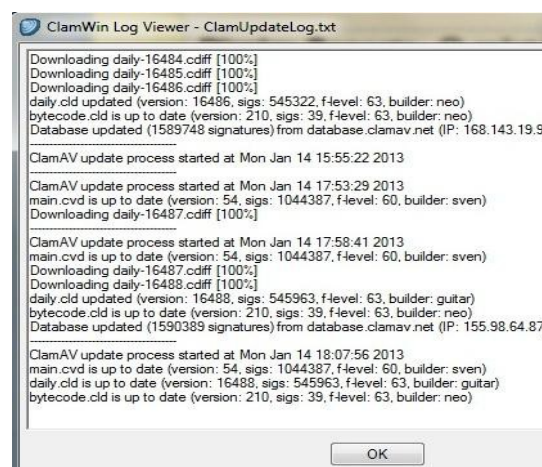 ClamWin Log Viewer - ClamUpdateLog.txt
Downloading daily-16484.cdiff [100%]
Downloading daily-16485.cdiff [100%]
Downloading daily-16486.cdiff [100%]
daily.cld updated (version: 16486, sigs: 545322, f-level: 63, builder: neo)
bytecode.cld is up to date (version: 210, sigs: 39, f-level: 63, builder: neo)
Database updated (1589748 signatures) from database.clamav.net (IP: 168.143.19.9
--------------------------------------
ClamAV update process started at Mon Jan 14 15:55:22 2013
--------------------------------------
ClamAV update process started at Mon Jan 14 17:53:29 2013
main.cvd is up to date (version: 54, sigs: 1044387, f-level: 60, builder: sven)
Downloading daily-16487.cdiff [100%]
--------------------------------------
ClamAV update process started at Mon Jan 14 17:58:41 2013
main.cvd is up to date (version: 54, sigs: 1044387, f-level: 60, builder: sven)
Downloading daily-16487.cdiff [100%]
Downloading daily-16488.cdiff [100%]
daily.cld updated (version: 16488, sigs: 545963, f-level: 63, builder: guitar)
bytecode.cld is up to date (version: 210, sigs: 39, f-level: 63, builder: neo)
Database updated (1590389 signatures) from database.clamav.net (IP: 155.98.64.87
--------------------------------------
ClamAV update process started at Mon Jan 14 18:07:56 2013
main.cvd is up to date (version: 54, sigs: 1044387, f-level: 60, builder: sven)
daily.cld is up to date (version: 16488, sigs: 545963, f-level: 63, builder: guitar)
bytecode.cld is up to date (version: 210, sigs: 39, f-level: 63, builder: neo)
OK